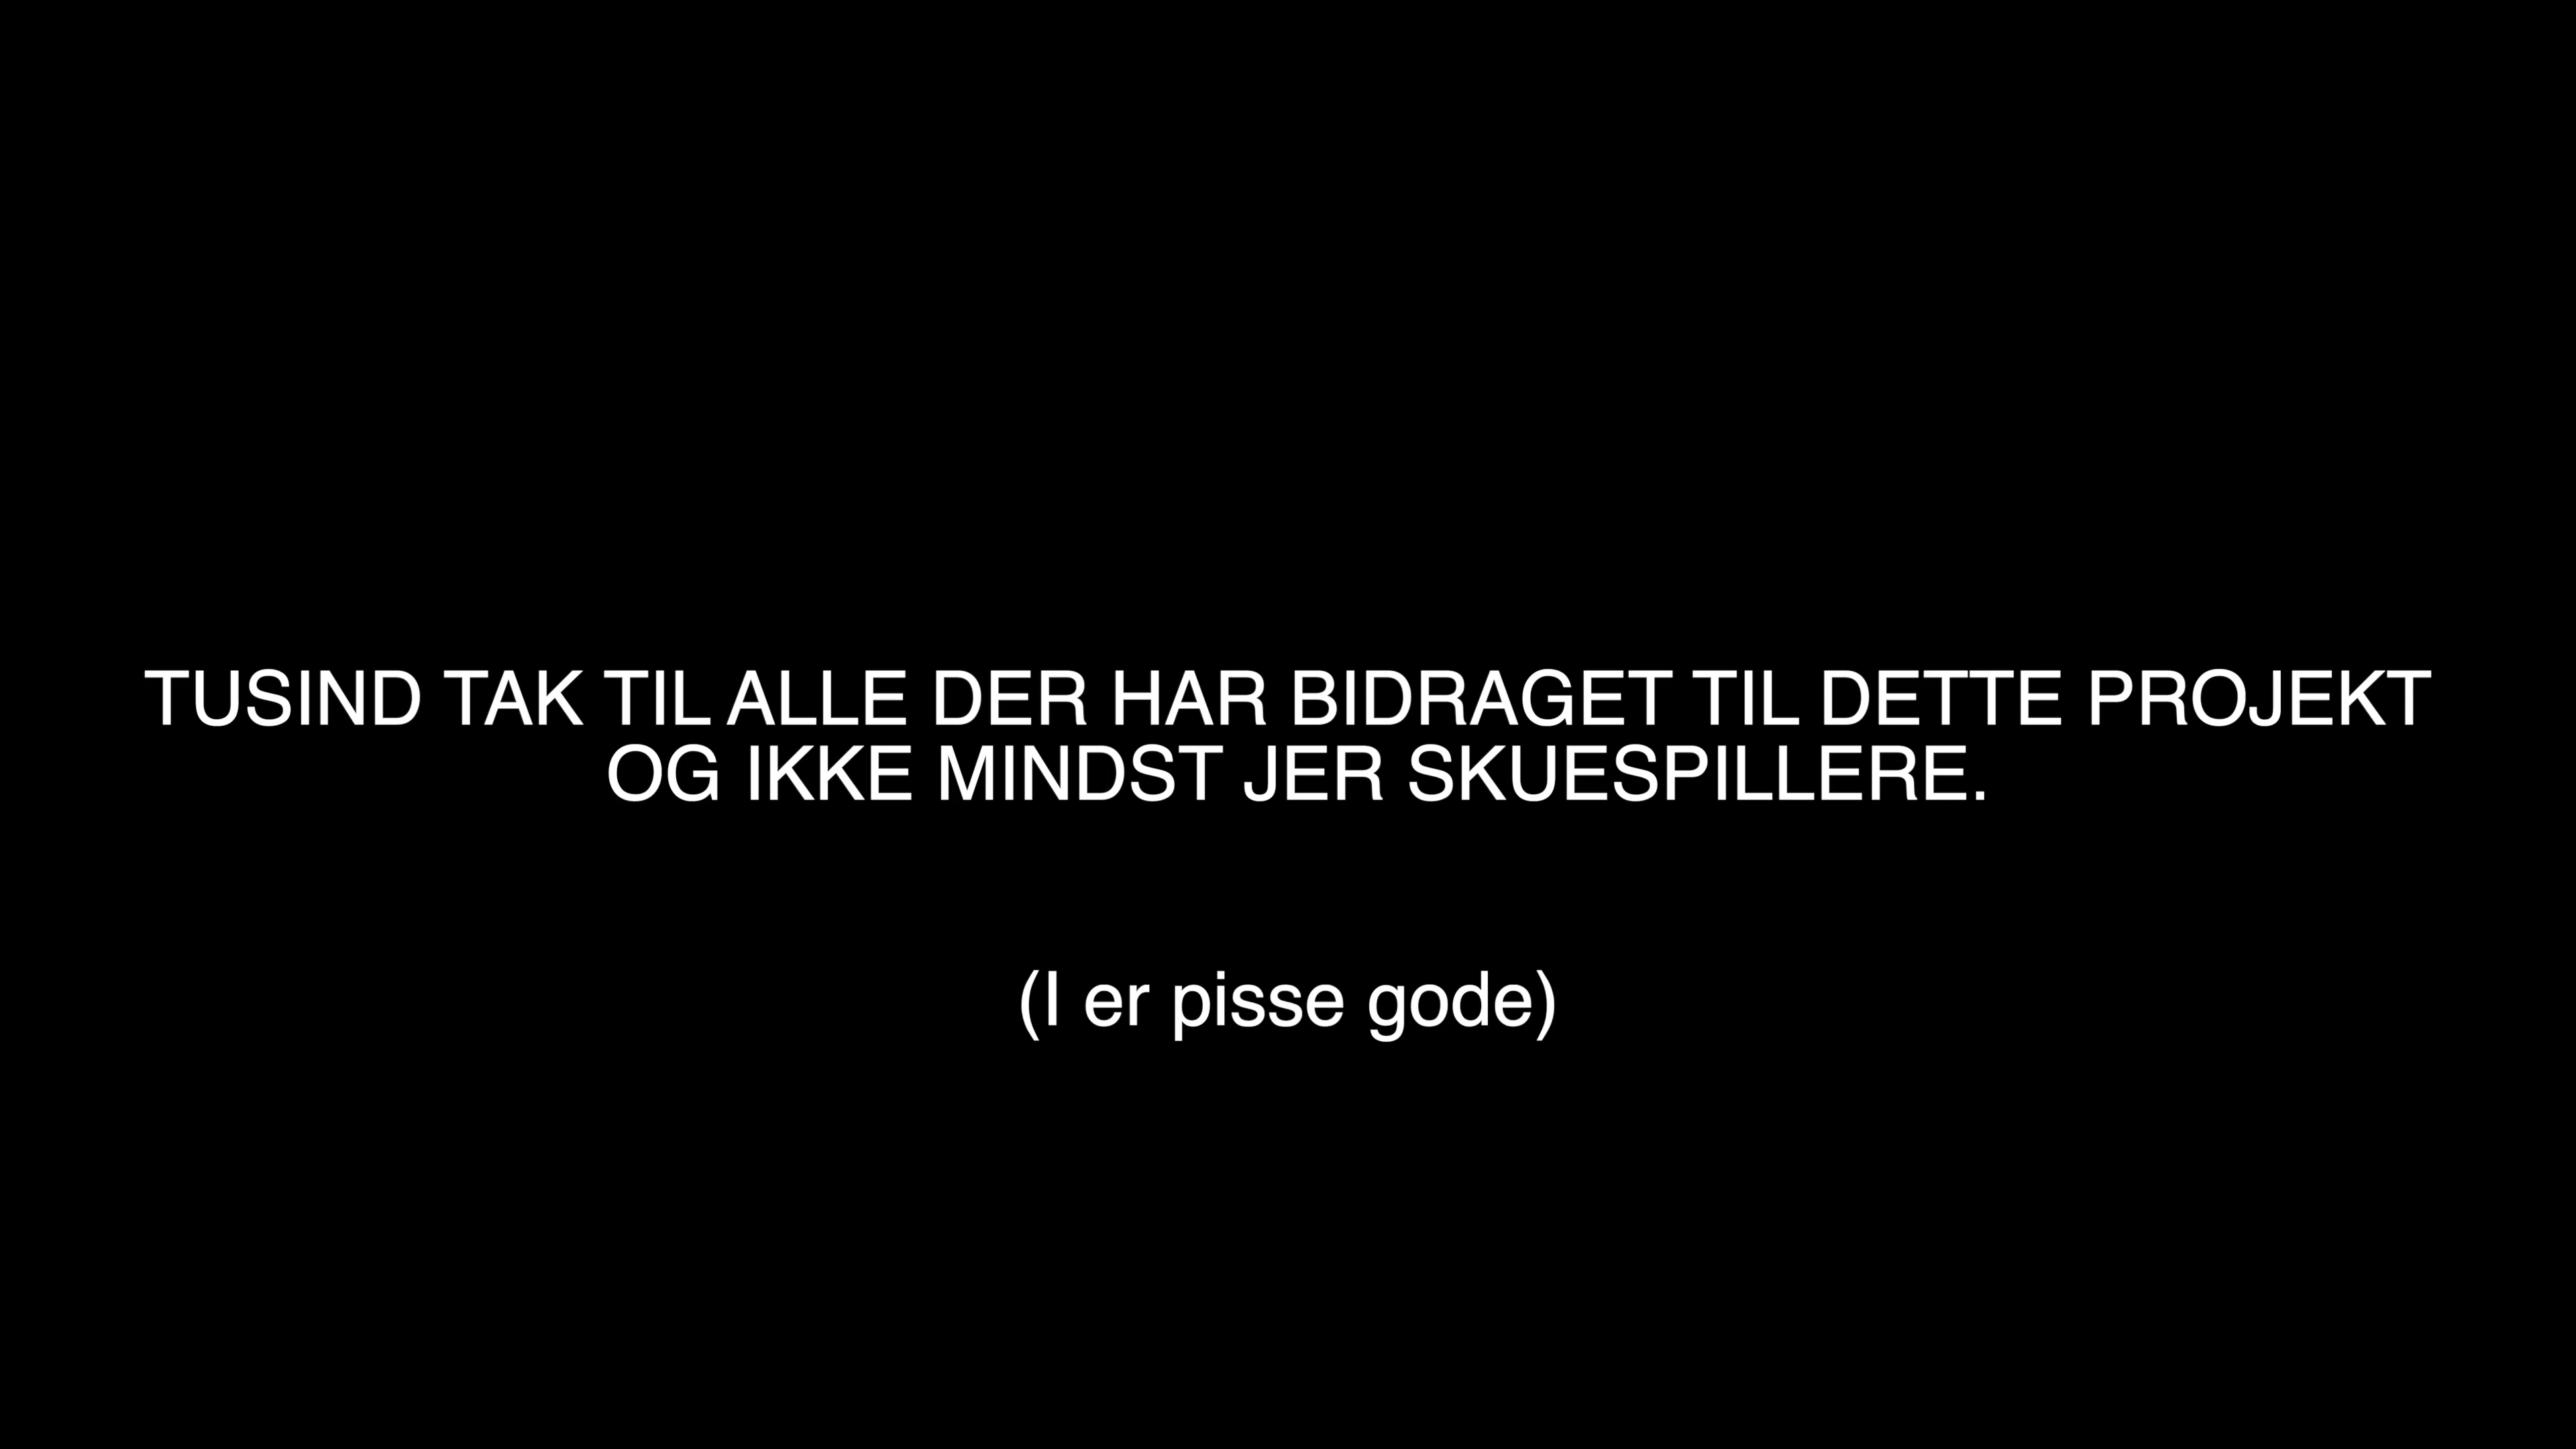 TUSIND TAK TIL ALLE DER HAR BIDRAGET TIL DETTE PROJEKT
OG IKKE MINDST JER SKUESPILLERE.
(I er pisse gode)